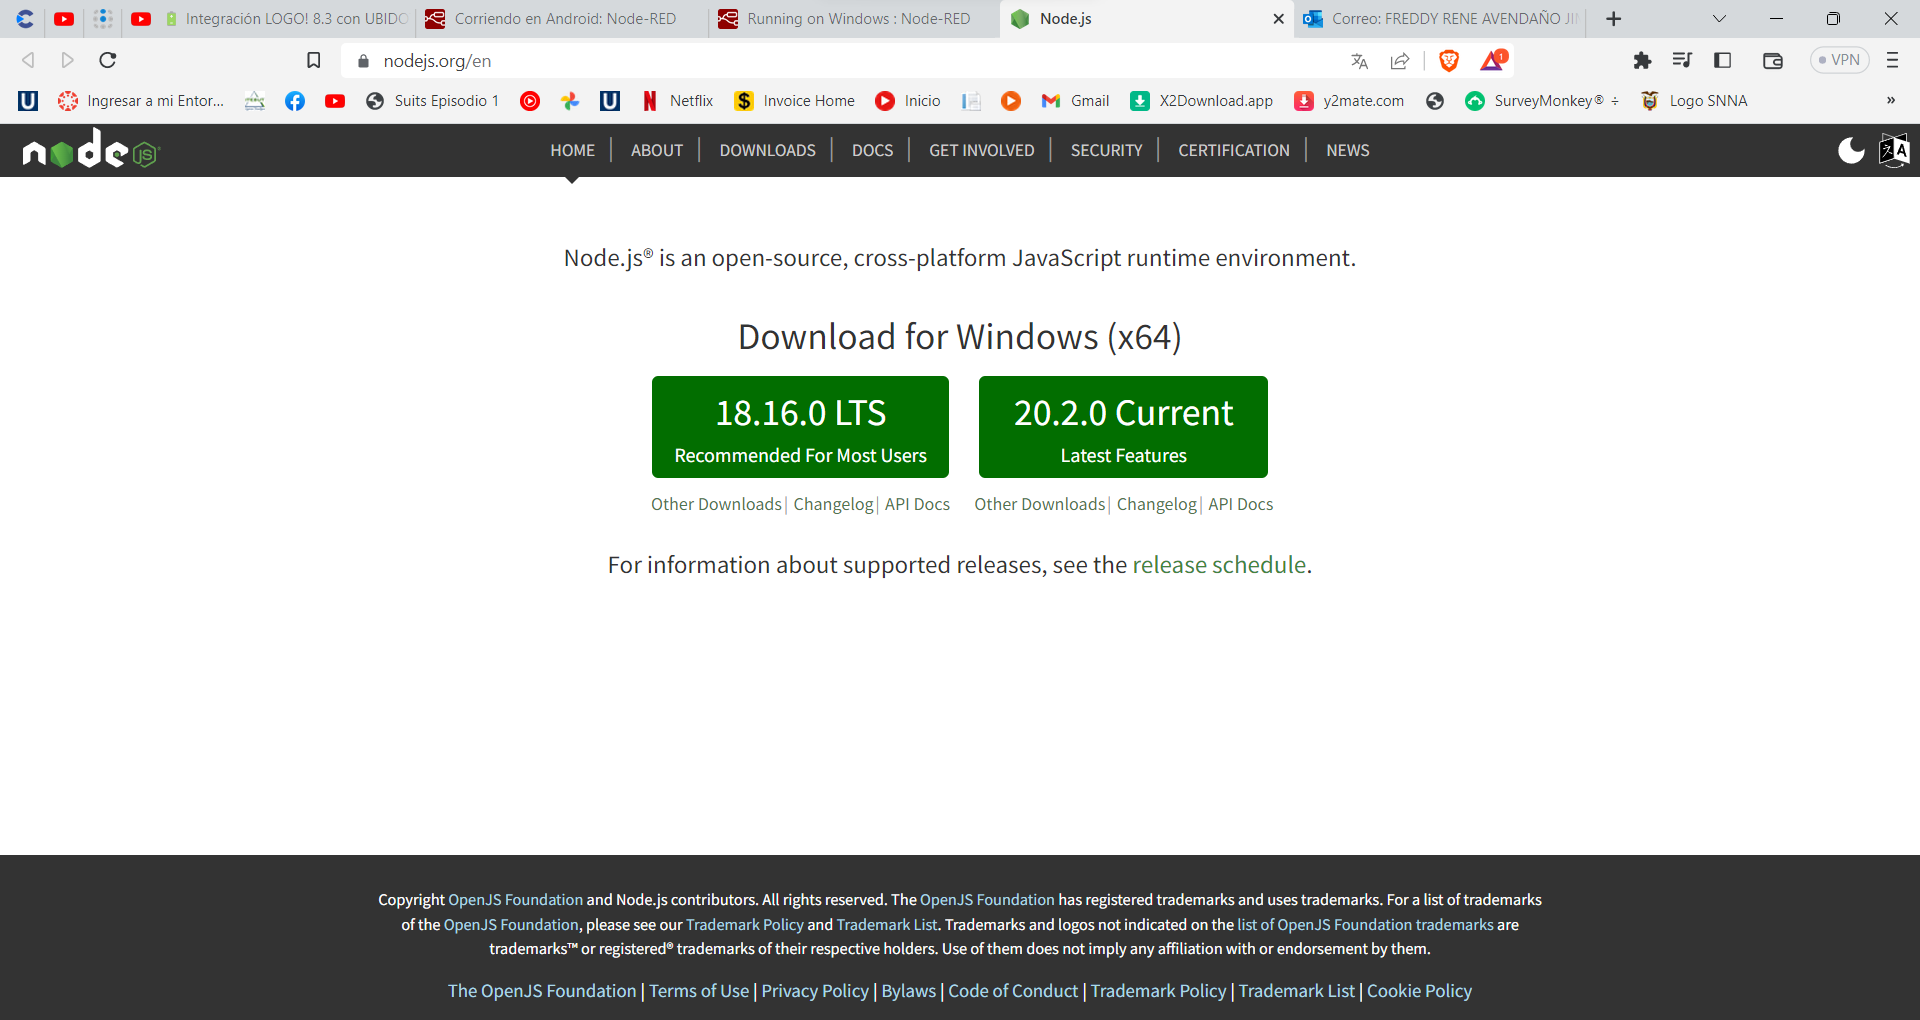 Integración LOGO! 8.3 con UBIDO
Corriendo en Android: Node-RED
Running on Windows : Node-RED
Node.js
Correo: FREDDY RENE AVENDAÑO JI
nodejs.org/en
1
VPN
Ingresar a mi Entor...
Suits Episodio 1
Netflix
Invoice Home
Inicio
Gmail
X2Download.app
y2mate.com
SurveyMonkey® ÷
Logo SNNA
»
node JS
HOME
ABOUT
DOWNLOADS
DOCS
GET INVOLVED
SECURITY
CERTIFICATION
NEWS
Node.js® is an open-source, cross-platform JavaScript runtime environment.
Download for Windows (x64)
18.16.0 LTS
Recommended For Most Users
20.2.0 Current
Latest Features
Other Downloads | Changelog | API Docs
Other Downloads | Changelog | API Docs
For information about supported releases, see the release schedule.
Copyright OpenJS Foundation and Node.js contributors. All rights reserved. The OpenJS Foundation has registered trademarks and uses trademarks. For a list of trademarks
of the OpenJS Foundation, please see our Trademark Policy and Trademark List. Trademarks and logos not indicated on the list of OpenJS Foundation trademarks are
trademarks™ or registered® trademarks of their respective holders. Use of them does not imply any affiliation with or endorsement by them.
The OpenJS Foundation | Terms of Use | Privacy Policy | Bylaws | Code of Conduct | Trademark Policy | Trademark List | Cookie Policy